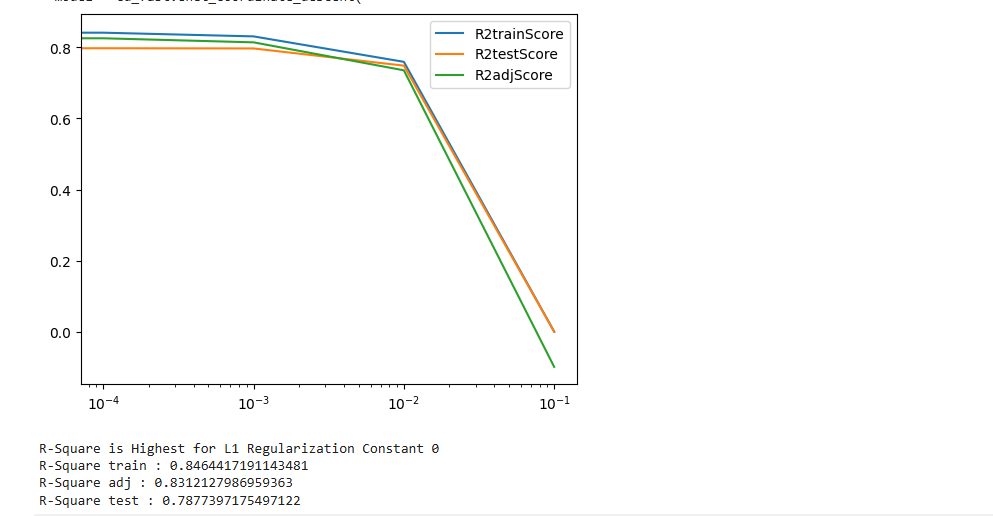 R2trainScore
R2testScore
R2adjScore
0.8
0.6
0.4
0.2
0.0
10⁻⁴
10⁻³
10⁻²
10⁻¹
R-Square is Highest for L1 Regularization Constant 0
R-Square train : 0.8464417191143481
R-Square adj : 0.8312127986959363
R-Square test : 0.7877397175497122